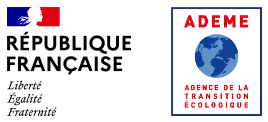 RÉPUBLIQUE
FRANÇAISE
Liberté
Égalité
Fraternité
ADEME
AGENCE DE LA
TRANSITION
ÉCOLOGIQUE